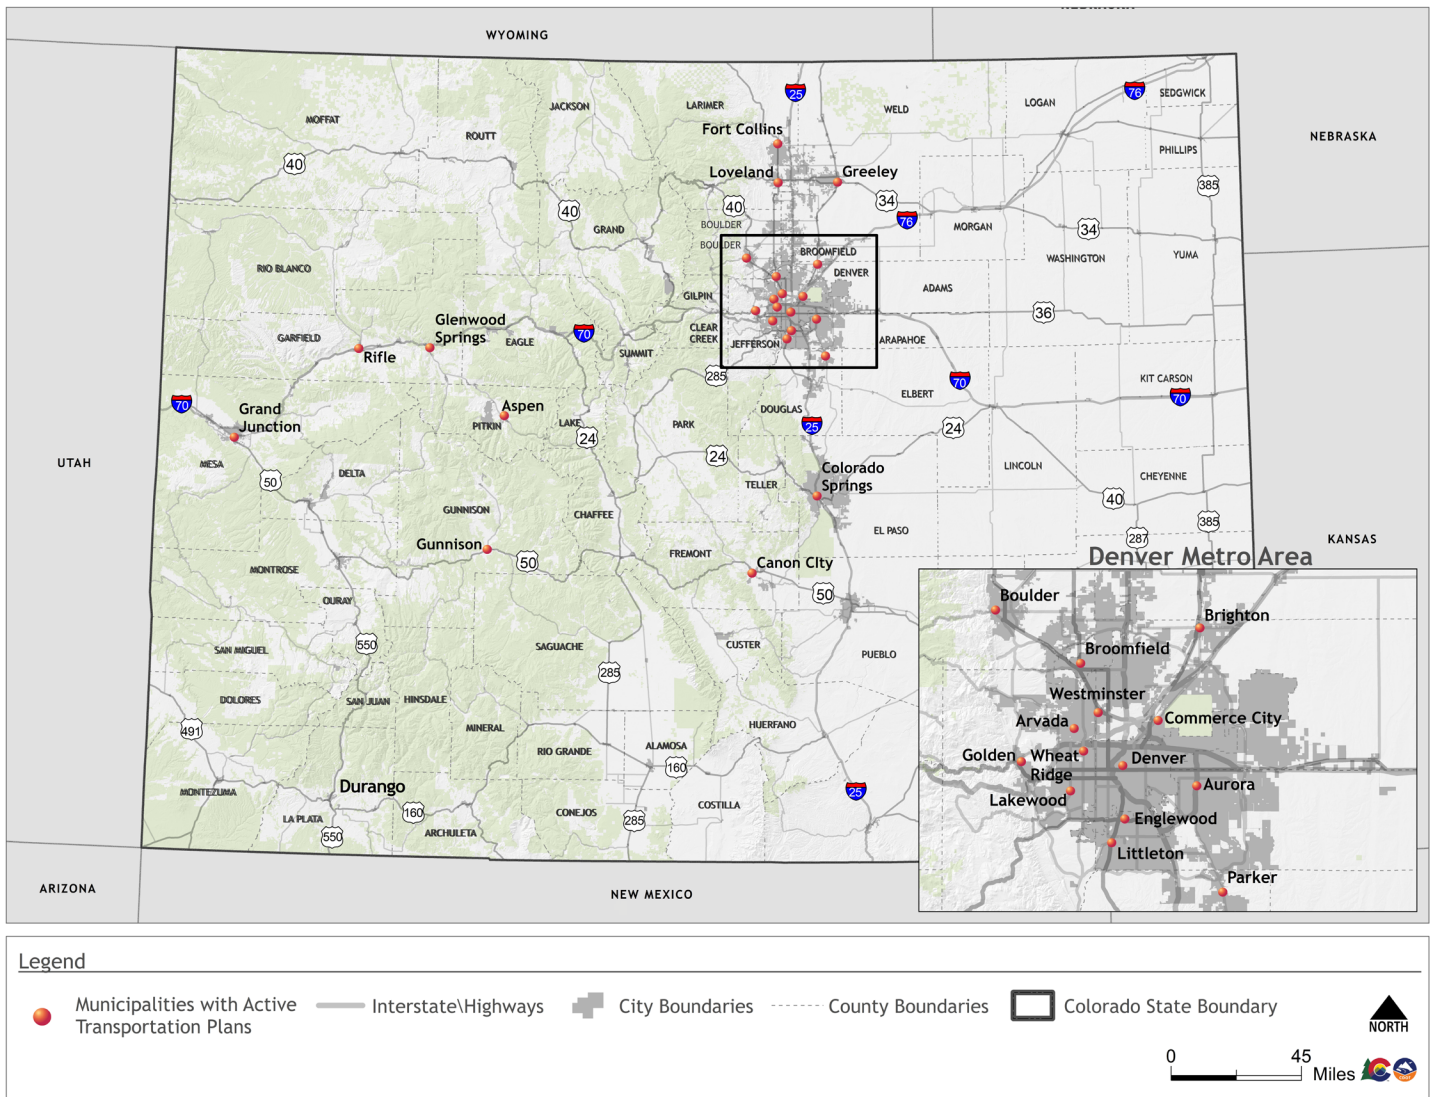 NEBRASKA
WYOMING
25
76
SEDGWICK
JACKSON
LARIMER
LOGAN
WELD
MOFFAT
ROUTT
Fort Collins
NEBRASKA
PHILLIPS
40
Loveland
Greeley
385
40
40
34
76
BOULDER
GRAND
MORGAN
34
BOULDER
BROOMFIELD
WASHINGTON
YUMA
RIO BLANCO
DENVER
ADAMS
GILPIN
36
Glenwood
Springs
CLEAR
CREEK
GARFIELD
EAGLE
70
JEFFERSON
ARAPAHOE
Rifle
SUMMIT
285
70
KIT CARSON
ELBERT
70
70
Grand
Junction
Aspen
DOUGLAS
PITKIN
LAKE
PARK
25
24
24
24
UTAH
MESA
Colorado
Springs
LINCOLN
DELTA
50
TELLER
CHEYENNE
40
GUNNISON
CHAFFEE
EL PASO
385
287
KANSAS
Gunnison
50
FREMONT
Canon CIty
Denver Metro Area
MONTROSE
50
OURAY
Boulder
Brighton
550
SAGUACHE
CUSTER
Broomfield
SAN MIGUEL
PUEBLO
285
DOLORES
SAN JUAN
HINSDALE
Westminster
491
MINERAL
HUERFANO
Arvada
Commerce City
RIO GRANDE
ALAMOSA
160
Golden
Wheat
Ridge
Denver
MONTEZUMA
Durango
25
Lakewood
Aurora
LA PLATA
160
CONEJOS
COSTILLA
Englewood
550
ARCHULETA
285
Littleton
Parker
ARIZONA
NEW MEXICO
Legend
Municipalities with Active
Transportation Plans
Interstate\Highways
City Boundaries
County Boundaries
Colorado State Boundary
NORTH
0 45
Miles